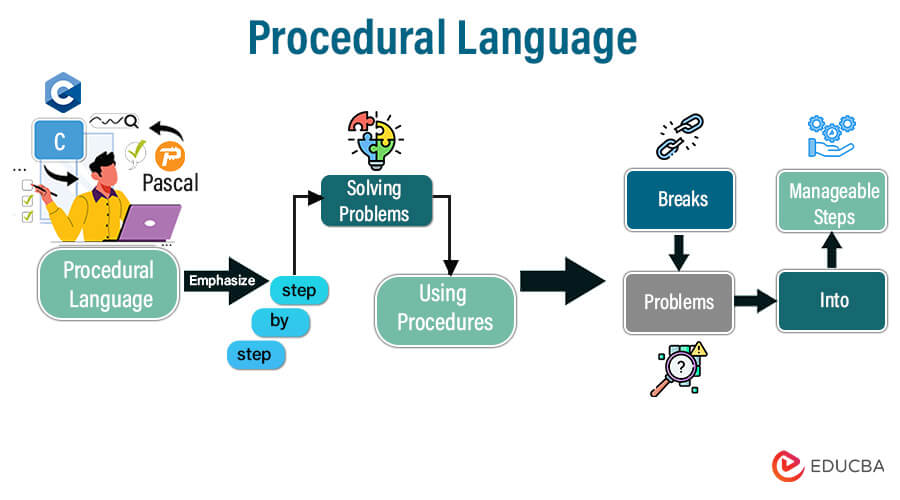 Procedural Language
C
C
Pascal
Procedural
Language
Emphasize
step
by
step
Solving
Problems
Using
Procedures
Breaks
Problems
?
Into
Manageable
Steps
EDUCBA